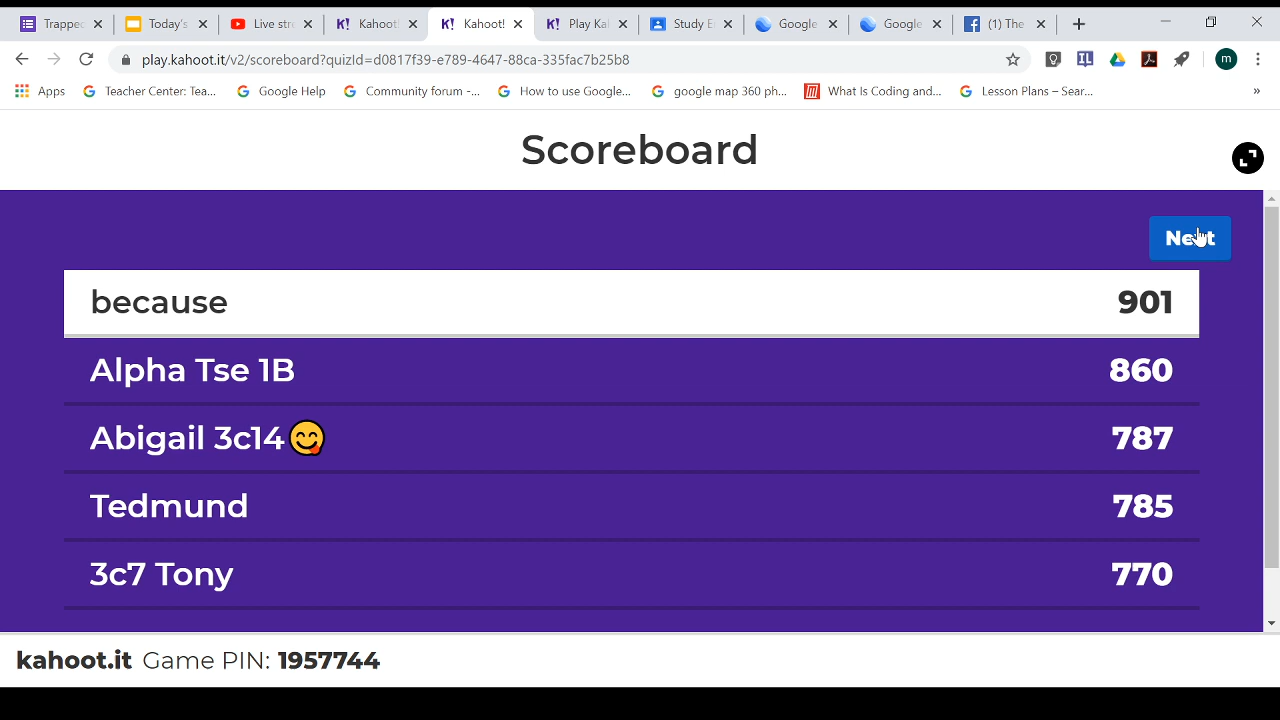 Trapped
Today's
Live stre
Kahoot!
Kahoot!
Play Ka
Study E
Google
Google
(1) The
play.kahoot.it/v2/scoreboard?quizId=d0817f39-e789-4647-88ca-335fac7b25b8
IL
m
Apps
Teacher Center: Tea...
Google Help
Community forum -...
How to use Google...
google map 360 ph...
What Is Coding and...
Lesson Plans – Sear...
»
Scoreboard
Next
because 901
Alpha Tse 1B 860
Abigail 3c14😋 787
Tedmund 785
3c7 Tony 770
kahoot.it Game PIN: 1957744